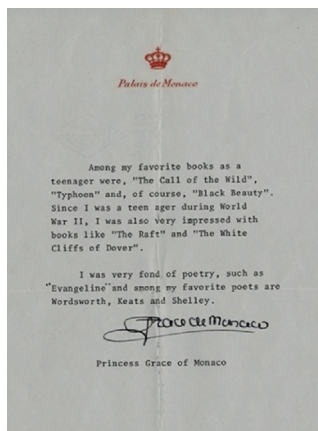 Palais de Monaco
Among my favorite books as a
teenager were, "The Call of the Wild",
"Typhoon" and, of course, "Black Beauty".
Since I was a teen ager during World
War II, I was also very impressed with
books like "The Raft" and "The White
Cliffs of Dover".
I was very fond of poetry, such as
"Evangeline" and among my favorite poets are
Wordsworth, Keats and Shelley.
Grace de Monaco
Princess Grace of Monaco